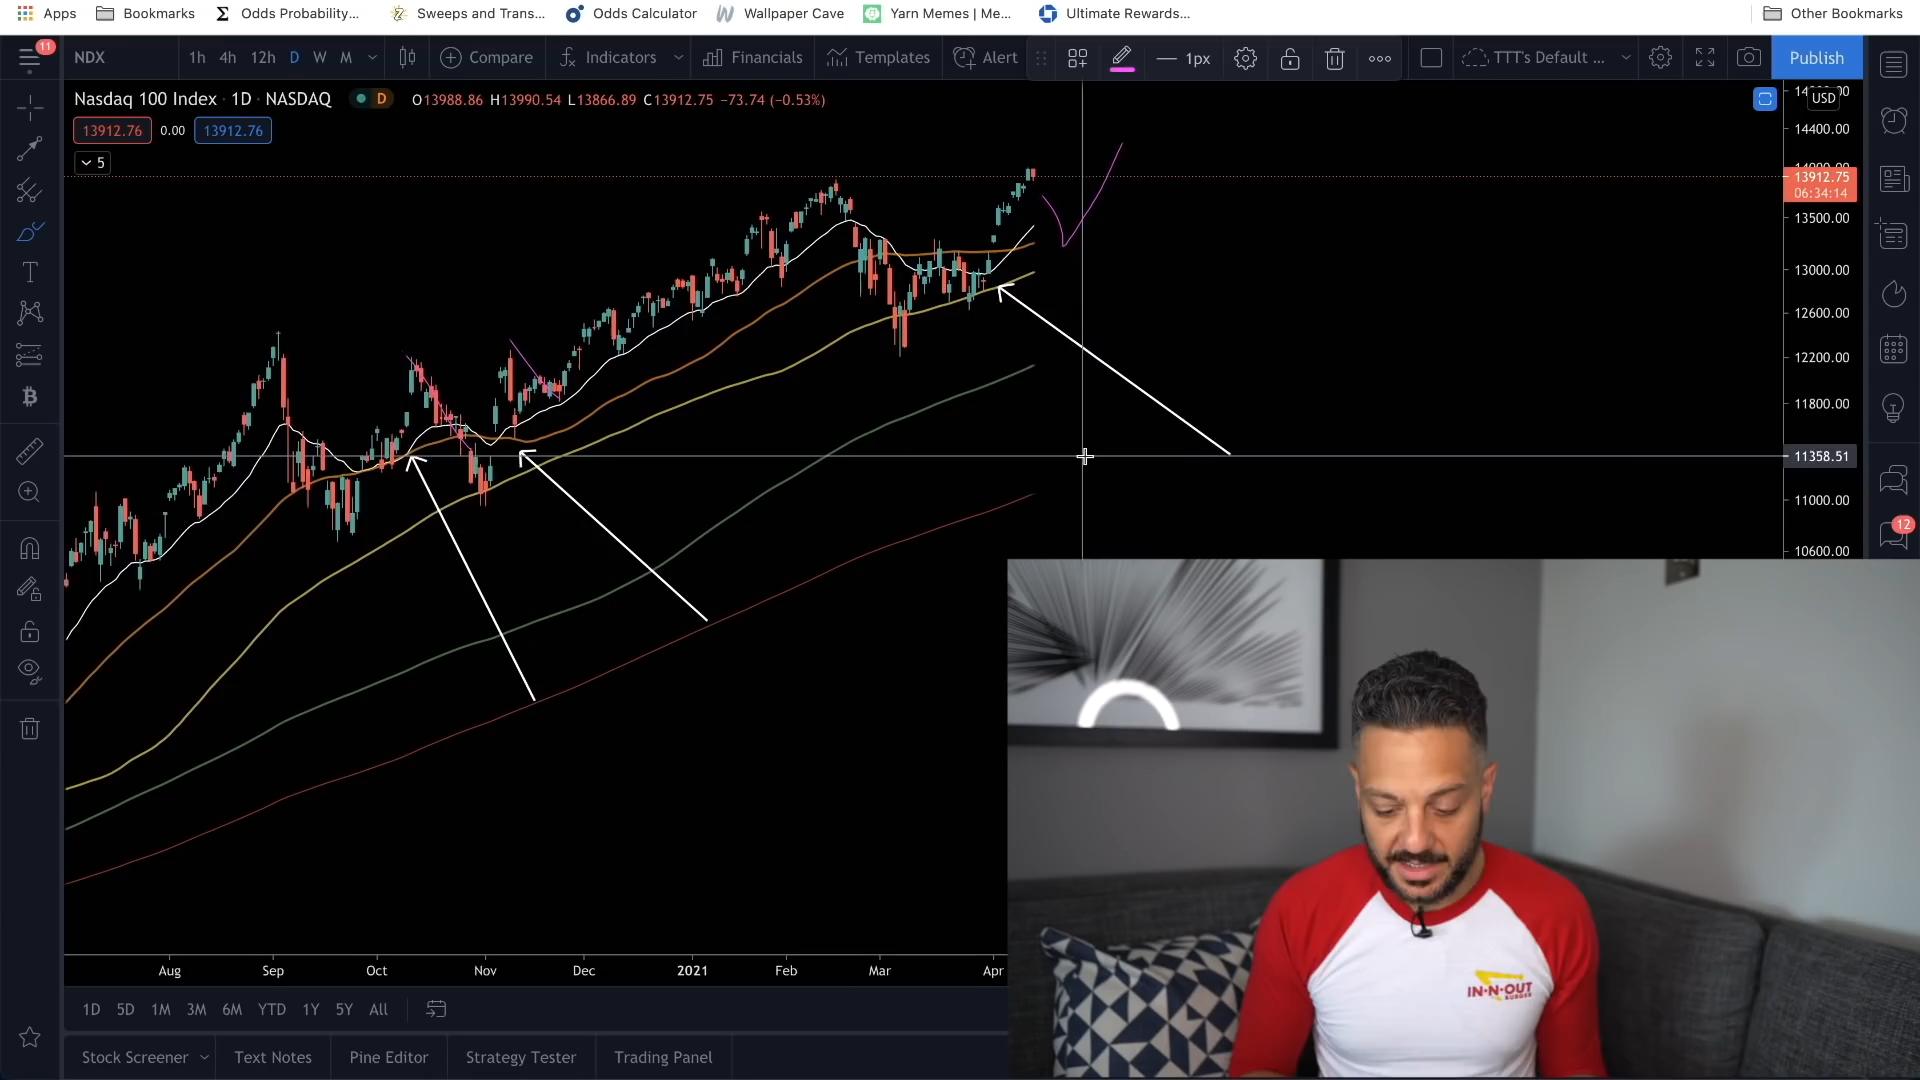 Apps Bookmarks Odds Probability... Sweeps and Trans... Odds Calculator Wallpaper Cave Yarn Memes | Me... Ultimate Rewards... Other Bookmarks
11 NDX 1h 4h 12h D W M Compare Indicators Financials Templates Alert 1px TTT's Default ... Publish
Nasdaq 100 Index · 1D · NASDAQ D O13988.86 H13990.54 L13866.89 C13912.75 −73.74 (−0.53%)
USD
13912.76 0.00 13912.76
14400.00
5
13912.75
06:34:14
13500.00
13000.00
12600.00
12200.00
11800.00
11358.51
11000.00
12
10600.00
IN-N-OUT
BURGER
Aug Sep Oct Nov Dec 2021 Feb Mar Apr
1D 5D 1M 3M 6M YTD 1Y 5Y All
Stock Screener Text Notes Pine Editor Strategy Tester Trading Panel